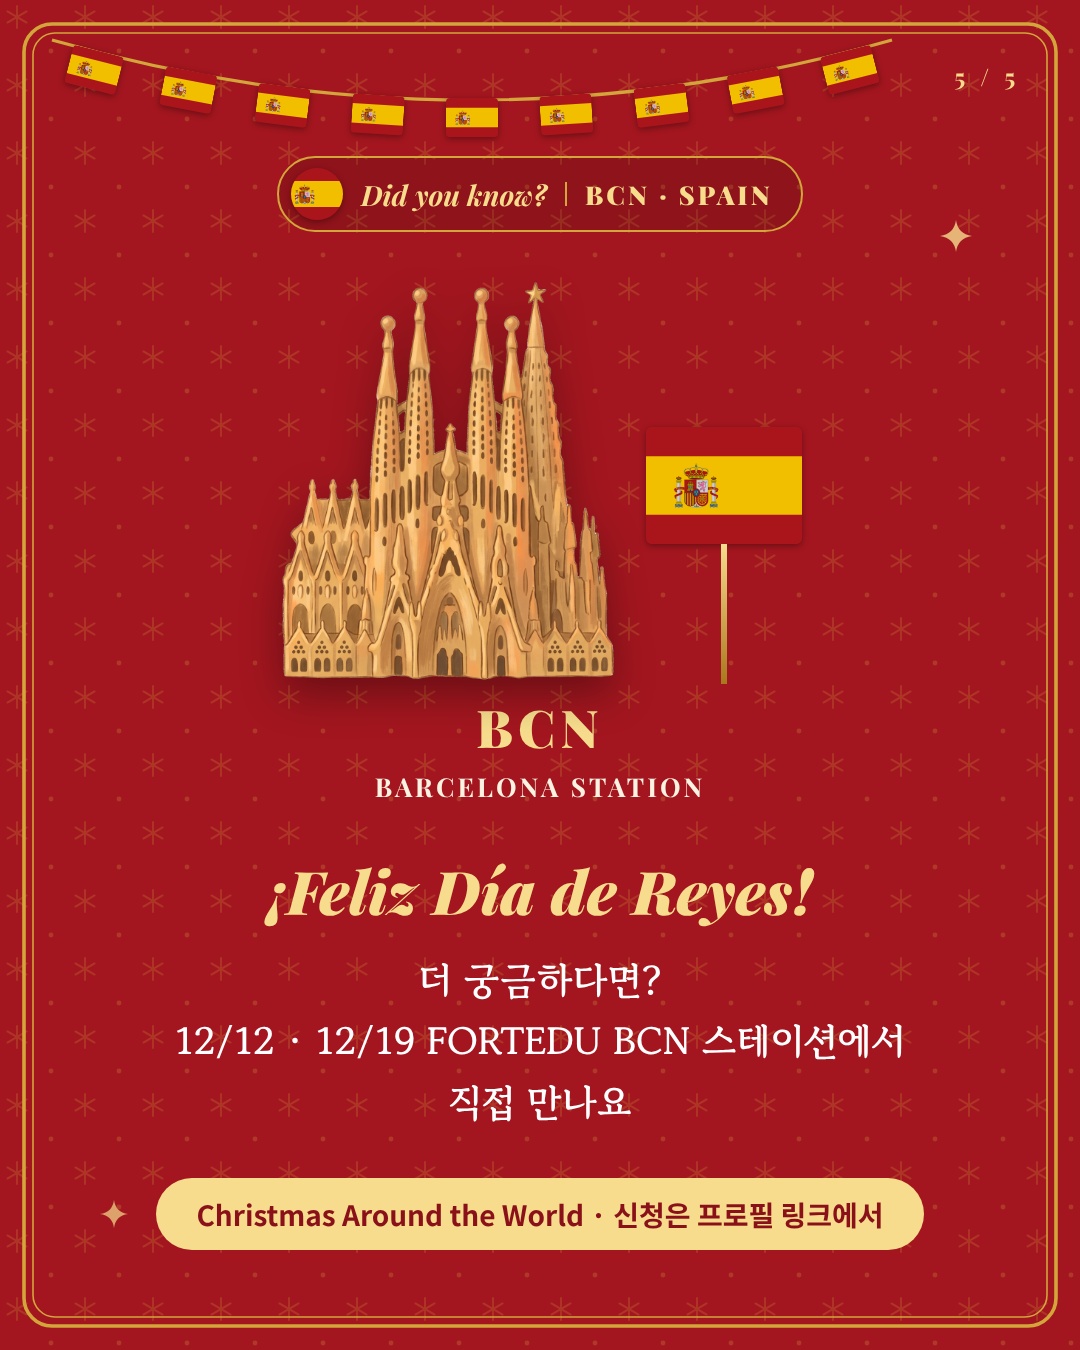 5 / 5
Did you know? | BCN · SPAIN
BCN
BARCELONA STATION
¡Feliz Día de Reyes!
더 궁금하다면?
12/12 · 12/19 FORTEDU BCN 스테이션에서
직접 만나요
Christmas Around the World · 신청은 프로필 링크에서